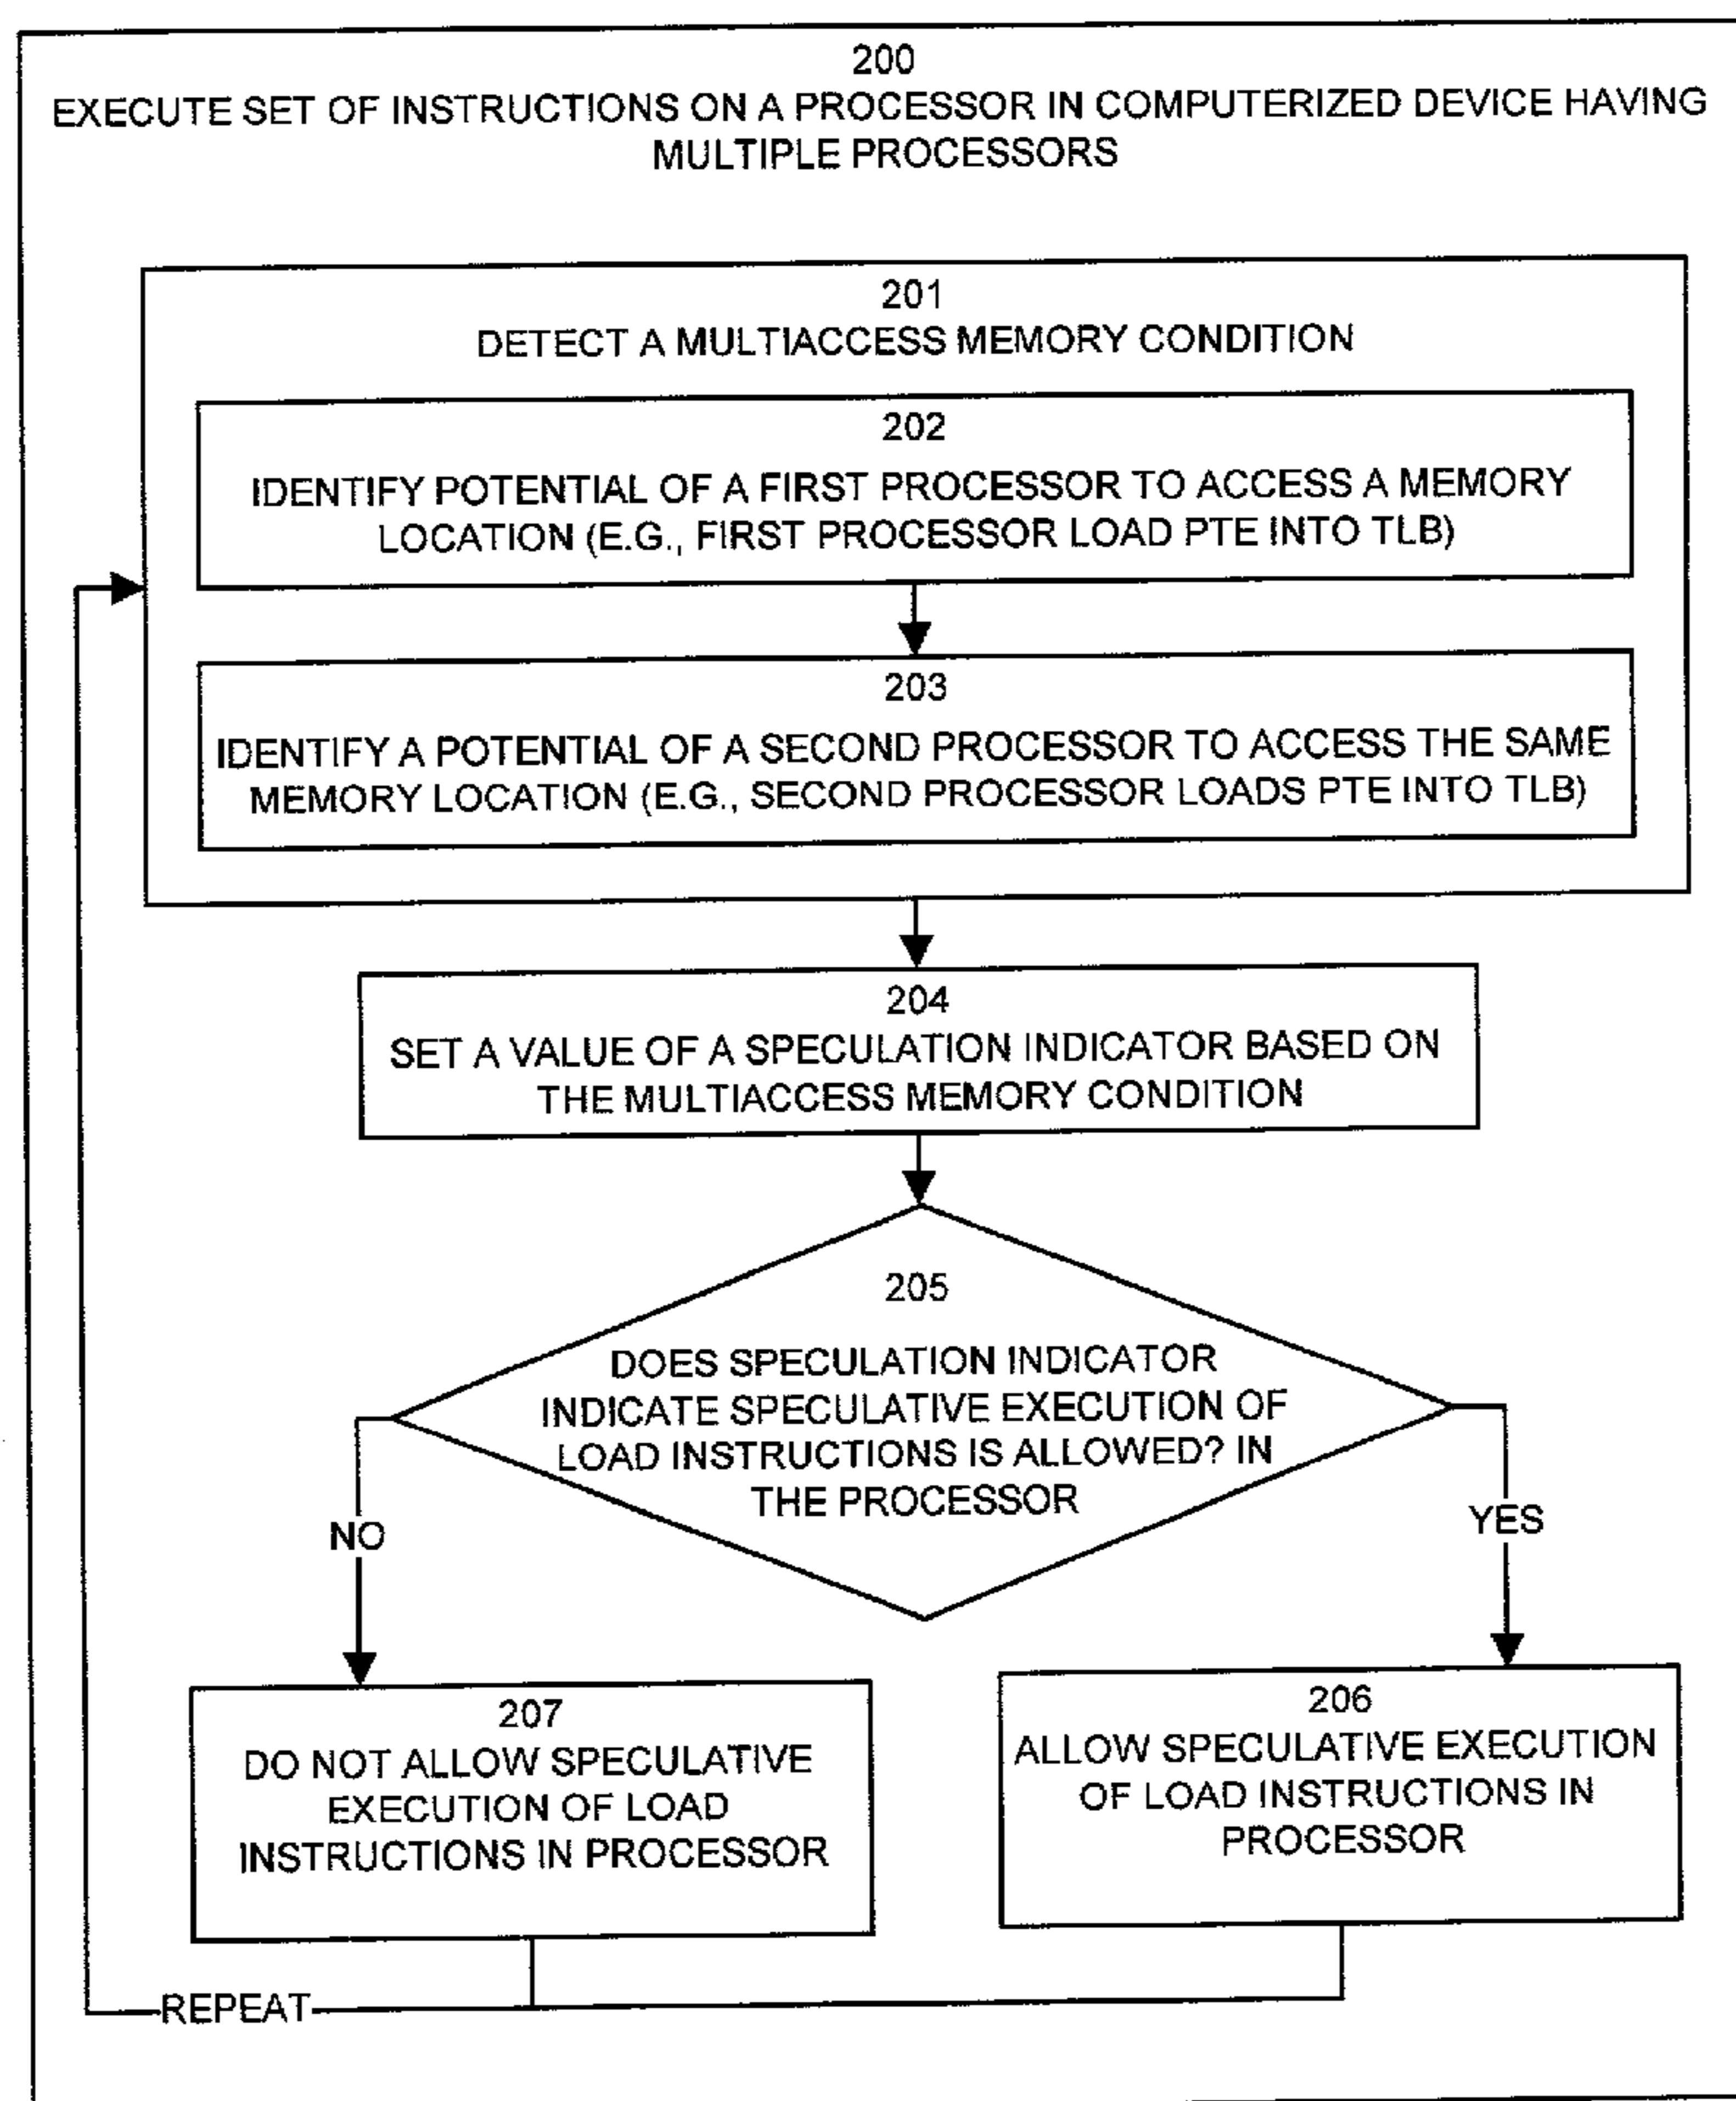 200
EXECUTE SET OF INSTRUCTIONS ON A PROCESSOR IN COMPUTERIZED DEVICE HAVING
MULTIPLE PROCESSORS
201
DETECT A MULTIACCESS MEMORY CONDITION
202
IDENTIFY POTENTIAL OF A FIRST PROCESSOR TO ACCESS A MEMORY
LOCATION (E.G., FIRST PROCESSOR LOAD PTE INTO TLB)
203
IDENTIFY A POTENTIAL OF A SECOND PROCESSOR TO ACCESS THE SAME
MEMORY LOCATION (E.G., SECOND PROCESSOR LOADS PTE INTO TLB)
204
SET A VALUE OF A SPECULATION INDICATOR BASED ON
THE MULTIACCESS MEMORY CONDITION
205
DOES SPECULATION INDICATOR
INDICATE SPECULATIVE EXECUTION OF
LOAD INSTRUCTIONS IS ALLOWED? IN
THE PROCESSOR
NO
YES
207
DO NOT ALLOW SPECULATIVE
EXECUTION OF LOAD
INSTRUCTIONS IN PROCESSOR
206
ALLOW SPECULATIVE EXECUTION
OF LOAD INSTRUCTIONS IN
PROCESSOR
REPEAT